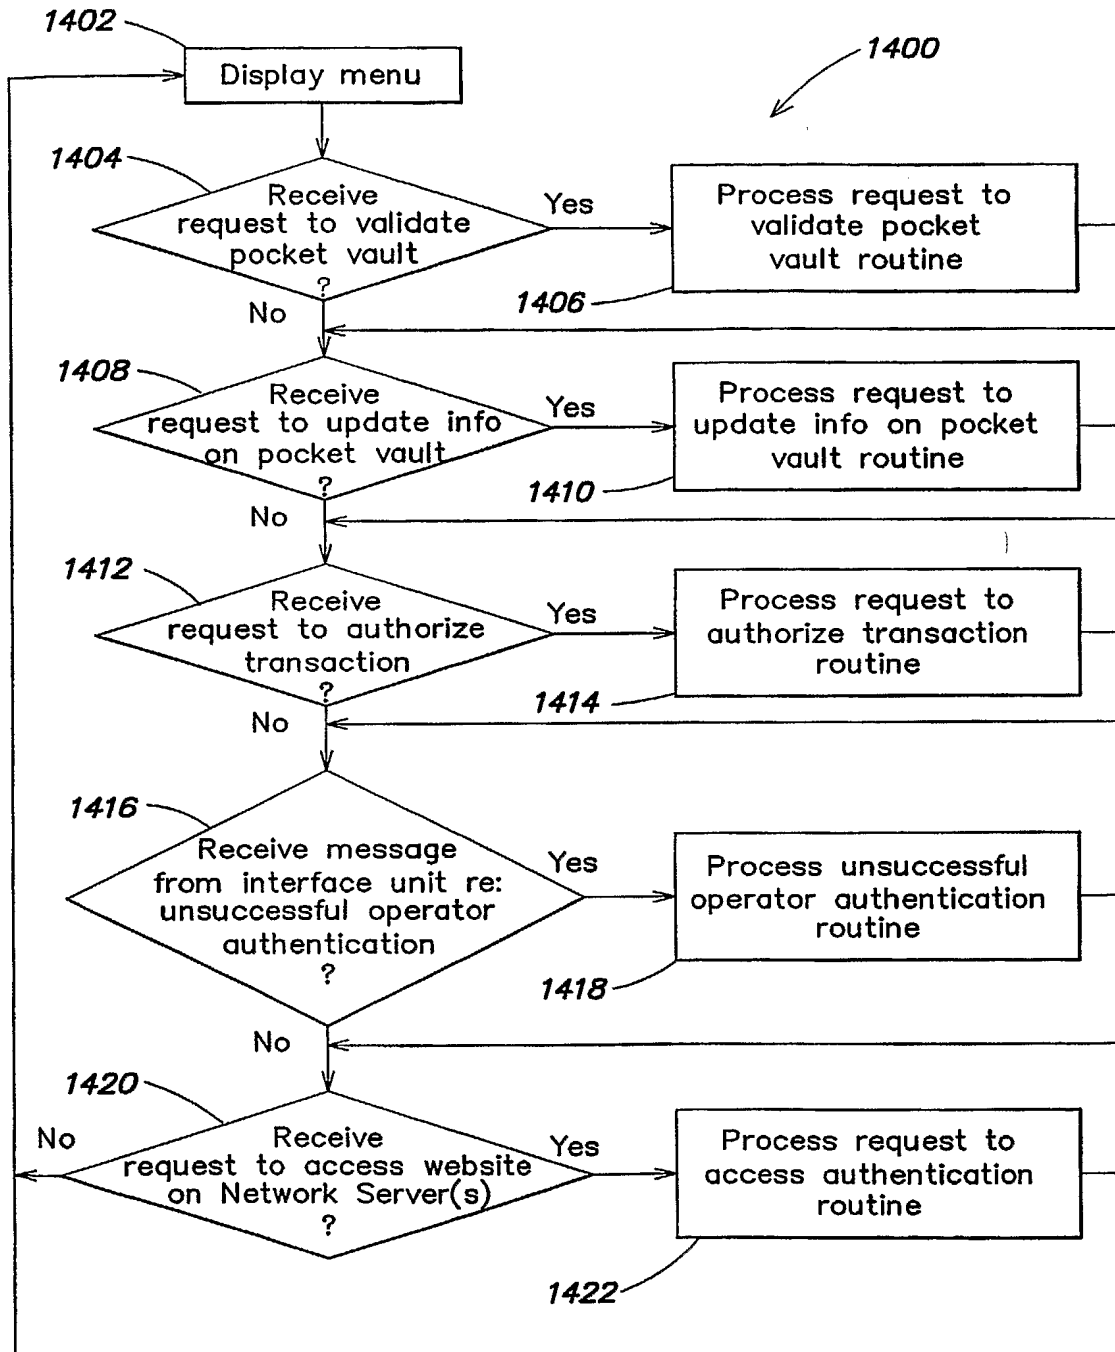 1402
Display menu
1400
1404
Receive
request to validate
pocket vault
?
Yes
No
Process request to
validate pocket
vault routine
1406
1408
Receive
request to update info
on pocket vault
?
Yes
No
Process request to
update info on pocket
vault routine
1410
1412
Receive
request to authorize
transaction
?
Yes
No
Process request to
authorize transaction
routine
1414
1416
Receive message
from interface unit re:
unsuccessful operator
authentication
?
Yes
No
Process unsuccessful
operator authentication
routine
1418
1420
No
Receive
request to access website
on Network Server(s)
?
Yes
Process request to
access authentication
routine
1422